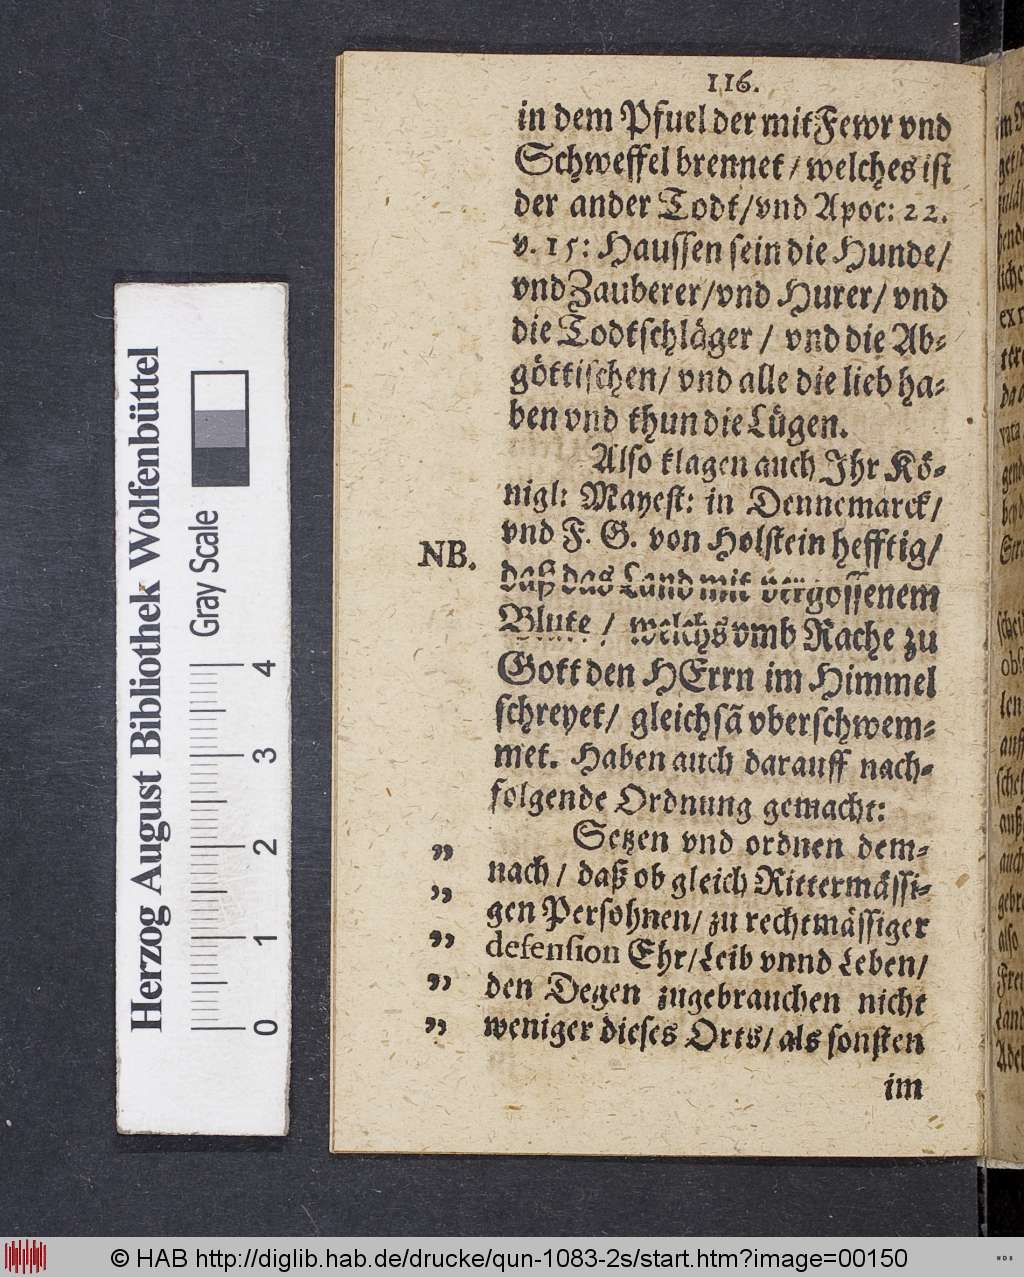 116.
in dem Pfuel der mit Fewr vnd
Schweffel brennet / welches ist
der ander Todt/vnd Apoc: 22.
v. 15: Haussen sein die Hunde/
vnd Zauberer/vnd Hurer/ vnd
die Todtschläger / vnd die Ab-
göttischen/ vnd alle die lieb ha-
ben vnd thun die Lügen.
Also klagen auch Ihr Kö-
nigl: Mayest: in Dennemarck/
vnd F. G. von Holstein hefftig/
NB.
daß das Land mit vergossenem
Blute / welchs vmb Rache zu
Gott den HErrn im Himmel
schreyet/ gleichsã vberschwem-
met. Haben auch darauff nach-
folgende Ordnung gemacht:
„ Setzen vnd ordnen dem-
„ nach / daß ob gleich Rittermässi-
gen Persohnen/ zu rechtmässiger
„ defension Ehr/Leib vnnd Leben/
„ den Degen zugebrauchen nicht
„ weniger dieses Orts/ als sonsten
im
Herzog August Bibliothek Wolfenbüttel
Gray Scale
0 1 2 3 4
© HAB http://diglib.hab.de/drucke/qun-1083-2s/start.htm?image=00150